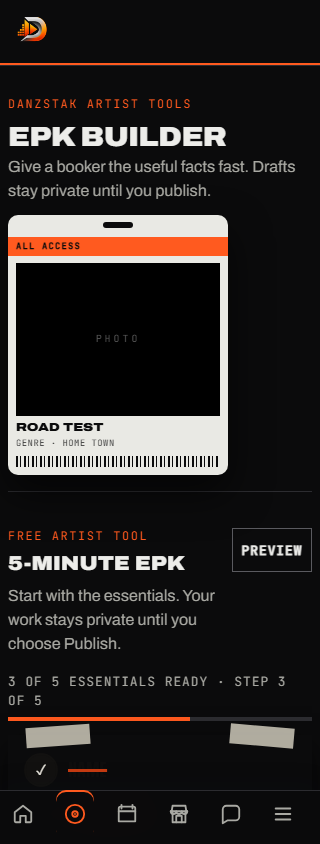 DANZSTAK ARTIST TOOLS
EPK BUILDER
Give a booker the useful facts fast. Drafts
stay private until you publish.
ALL ACCESS
PHOTO
ROAD TEST
GENRE · HOME TOWN
FREE ARTIST TOOL
5-MINUTE EPK
PREVIEW
Start with the essentials. Your
work stays private until you
choose Publish.
3 OF 5 ESSENTIALS READY · STEP 3
OF 5